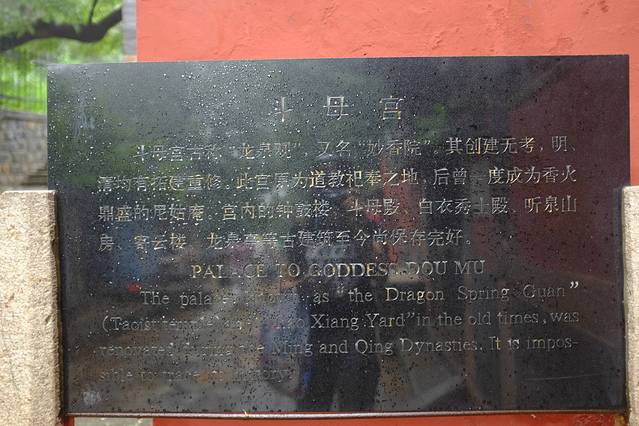 斗母宫
斗母宫古称“龙泉观”，又名“妙香院”，其创建无考，明、
清均有拓建重修。此宫原为道教祀奉之地，后曾一度成为香火
鼎盛的尼姑庵。宫内的钟鼓楼、斗母殿、白衣秀士殿、听泉山
房、寄云楼、龙泉亭等古建筑至今尚保存完好。
PALACE TO GODDESS DOU MU
The palace known as “the Dragon Spring Guan”
(Taoist temple) Xiang Yard”in the old times,was
renovated during the Ming and Qing Dynasties. It is impos-
sible to trace history